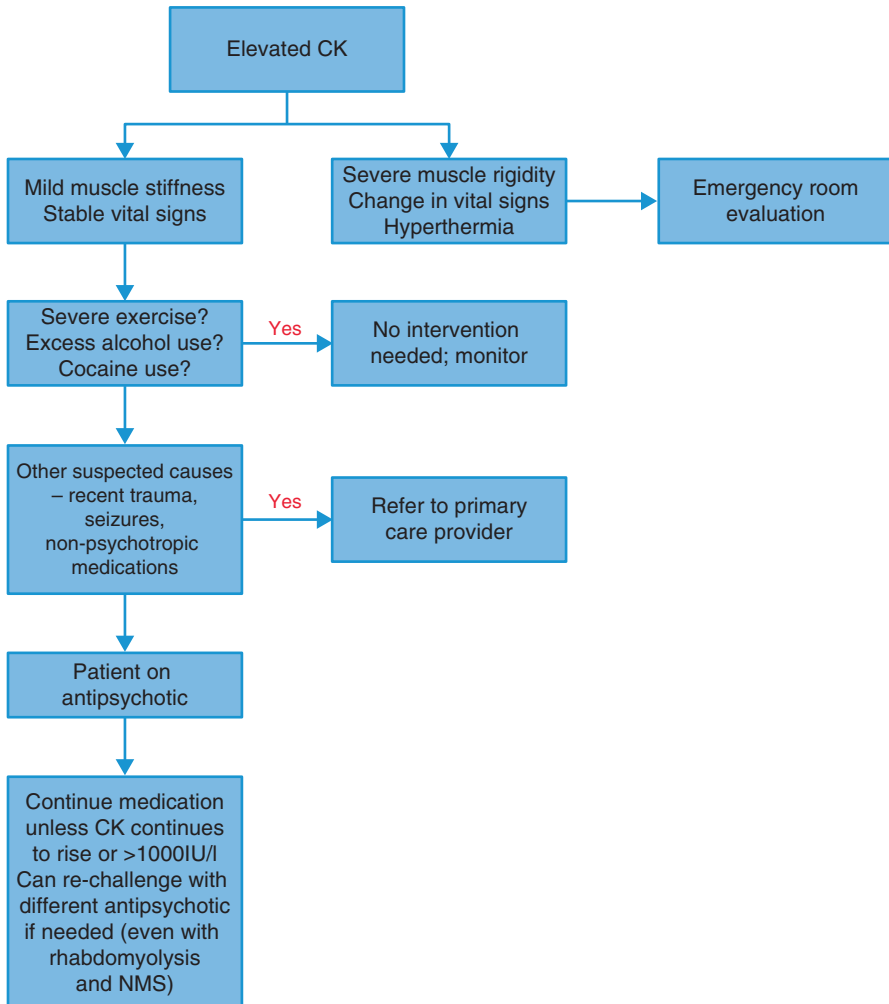 Elevated CK
Mild muscle stiffness
Stable vital signs
Severe muscle rigidity
Change in vital signs
Hyperthermia
Emergency room
evaluation
Severe exercise?
Excess alcohol use?
Cocaine use?
Yes
No intervention
needed; monitor
Other suspected causes
– recent trauma,
seizures,
non-psychotropic
medications
Yes
Refer to primary
care provider
Patient on
antipsychotic
Continue medication
unless CK continues
to rise or >1000IU/l
Can re-challenge with
different antipsychotic
if needed (even with
rhabdomyolysis
and NMS)